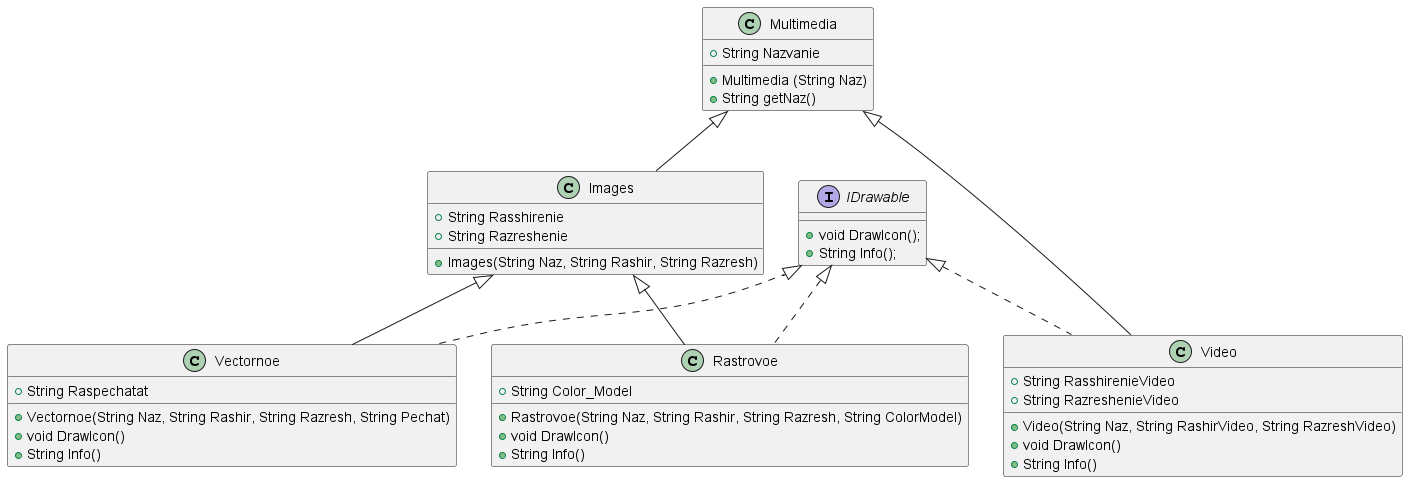 C Multimedia
String Nazvanie
Multimedia (String Naz)
String getNaz()
C Images
String Rasshirenie
String Razreshenie
Images(String Naz, String Rashir, String Razresh)
I IDrawable
void DrawIcon();
String Info();
C Vectornoe
String Raspechatat
Vectornoe(String Naz, String Rashir, String Razresh, String Pechat)
void DrawIcon()
String Info()
C Rastrovoe
String Color_Model
Rastrovoe(String Naz, String Rashir, String Razresh, String ColorModel)
void DrawIcon()
String Info()
C Video
String RasshirenieVideo
String RazreshenieVideo
Video(String Naz, String RashirVideo, String RazreshVideo)
void DrawIcon()
String Info()